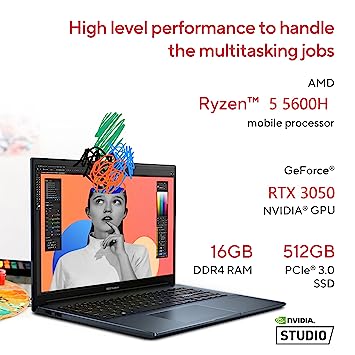 High level performance to handle
the multitasking jobs
AMD
Ryzen™ 5 5600H
mobile processor
GeForce®
RTX 3050
NVIDIA® GPU
16GB
DDR4 RAM
512GB
PCIe® 3.0
SSD
NVIDIA.
STUDIO